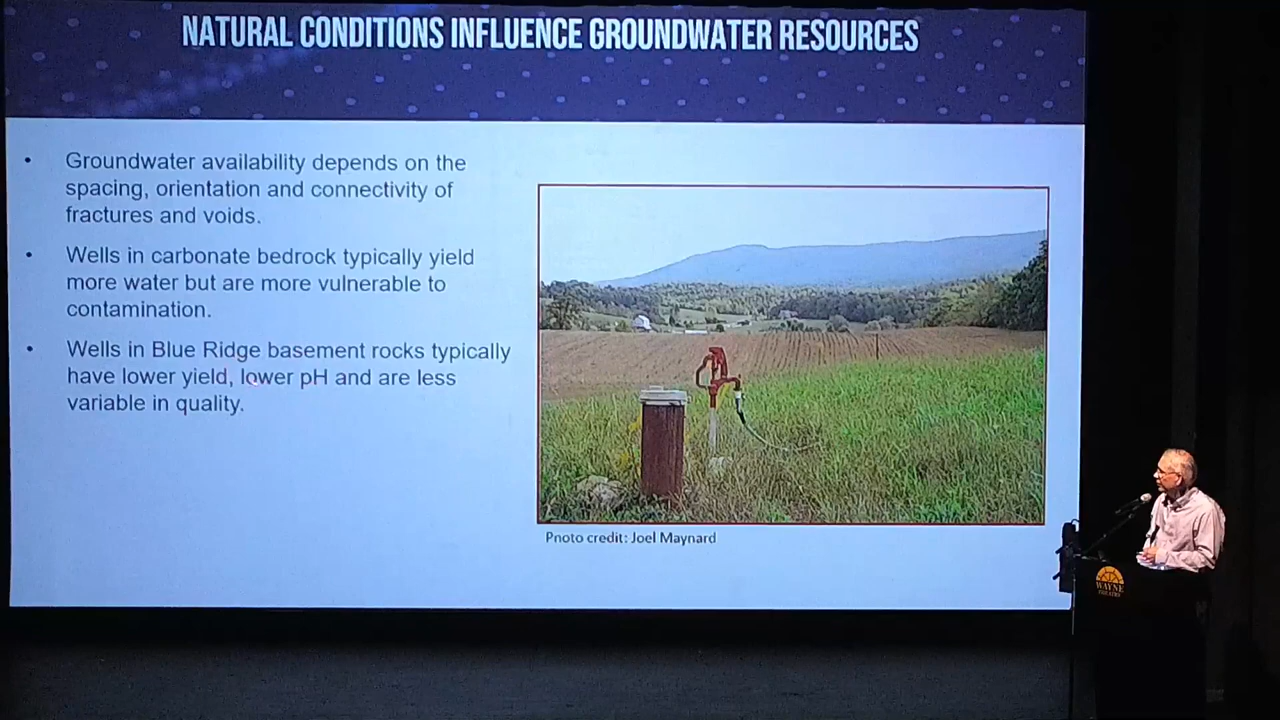 NATURAL CONDITIONS INFLUENCE GROUNDWATER RESOURCES
• Groundwater availability depends on the
spacing, orientation and connectivity of
fractures and voids.
• Wells in carbonate bedrock typically yield
more water but are more vulnerable to
contamination.
• Wells in Blue Ridge basement rocks typically
have lower yield, lower pH and are less
variable in quality.
Photo credit: Joel Maynard
WAYNE
THEATRE